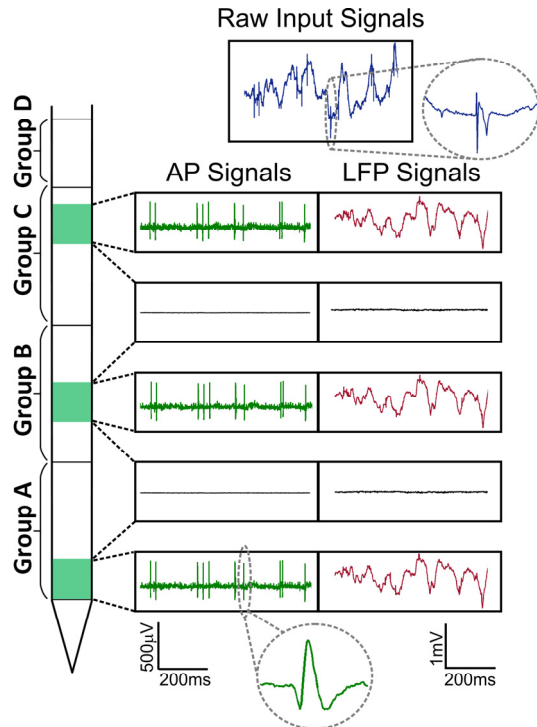 Raw Input Signals
AP Signals
LFP Signals
Group D
Group C
Group B
Group A
500µV
200ms
1mV
200ms